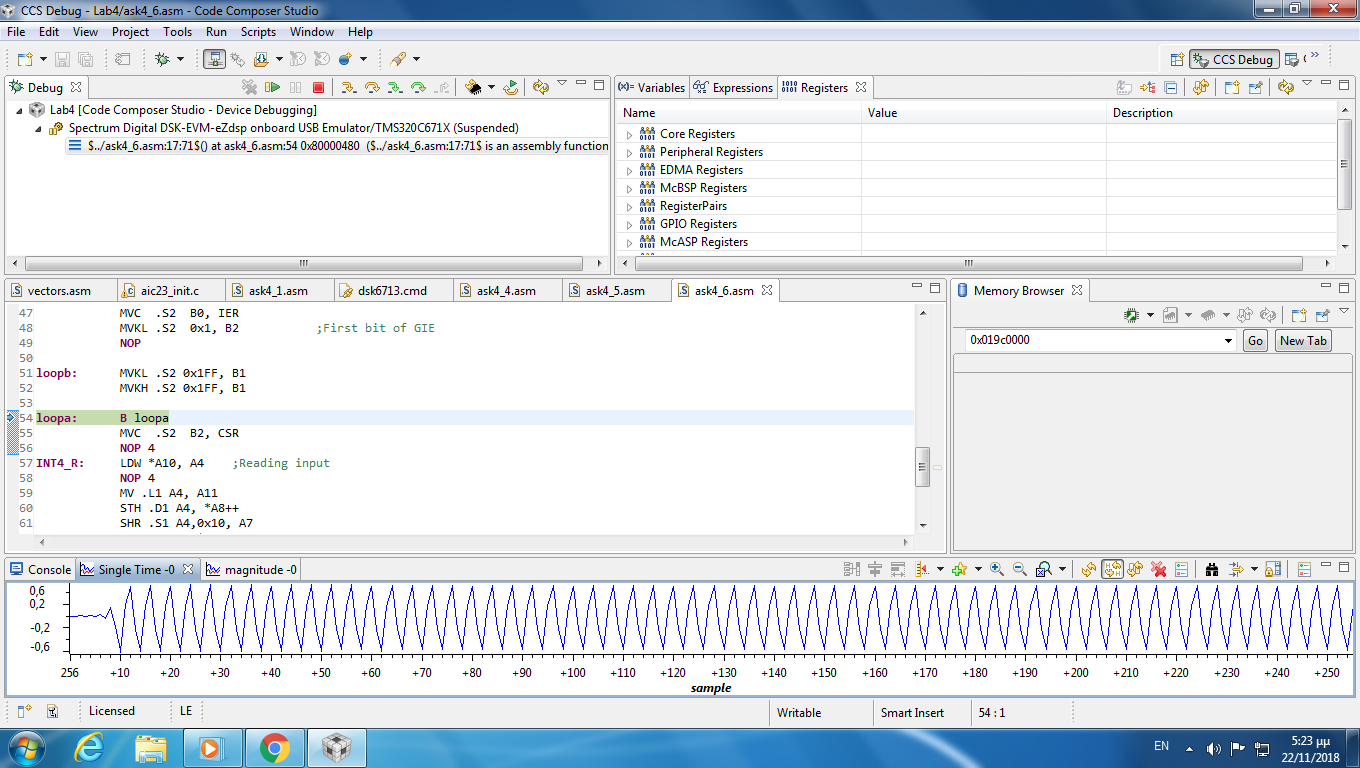 CCS Debug - Lab4/ask4_6.asm - Code Composer Studio
File Edit View Project Tools Run Scripts Window Help
CCS Debug
Debug
Lab4 [Code Composer Studio - Device Debugging]
Spectrum Digital DSK-EVM-eZdsp onboard USB Emulator/TMS320C671X (Suspended)
$../ask4_6.asm:17:71$() at ask4_6.asm:54 0x80000480 ($../ask4_6.asm:17:71$ is an assembly function
(x)= Variables Expressions Registers
Name Value Description
Core Registers
Peripheral Registers
EDMA Registers
McBSP Registers
RegisterPairs
GPIO Registers
McASP Registers
vectors.asm aic23_init.c ask4_1.asm dsk6713.cmd ask4_4.asm ask4_5.asm ask4_6.asm
47 MVC .S2 B0, IER
48 MVKL .S2 0x1, B2 ;First bit of GIE
49 NOP
50
51 loopb: MVKL .S2 0x1FF, B1
52 MVKH .S2 0x1FF, B1
53
54 loopa: B loopa
55 MVC .S2 B2, CSR
56 NOP 4
57 INT4_R: LDW *A10, A4 ;Reading input
58 NOP 4
59 MV .L1 A4, A11
60 STH .D1 A4, *A8++
61 SHR .S1 A4,0x10, A7
Memory Browser
0x019c0000 Go New Tab
Console Single Time -0 magnitude -0
0,6
0,2
-0,2
-0,6
256 +10 +20 +30 +40 +50 +60 +70 +80 +90 +100 +110 +120 +130 +140 +150 +160 +170 +180 +190 +200 +210 +220 +230 +240 +250
sample
Licensed LE Writable Smart Insert 54 : 1
EN 5:23 μμ
22/11/2018